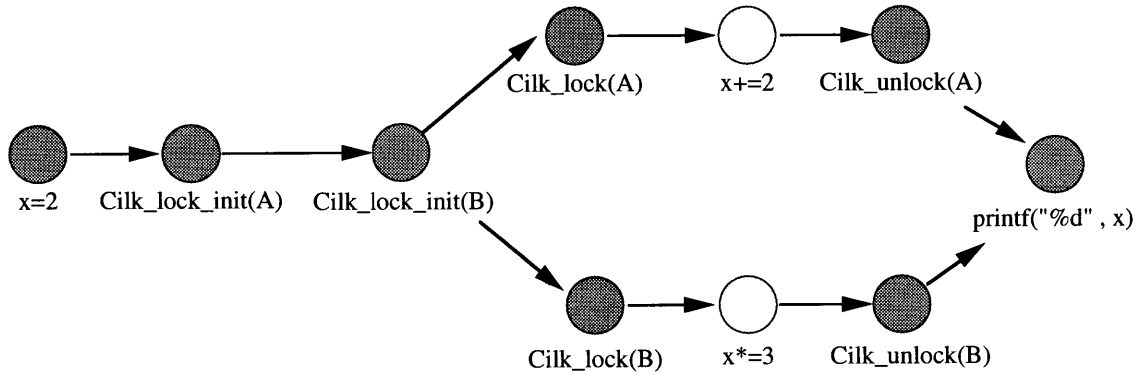 Cilk_lock(A)
x+=2
Cilk_unlock(A)
x=2
Cilk_lock_init(A)
Cilk_lock_init(B)
printf("%d" , x)
Cilk_lock(B)
x*=3
Cilk_unlock(B)